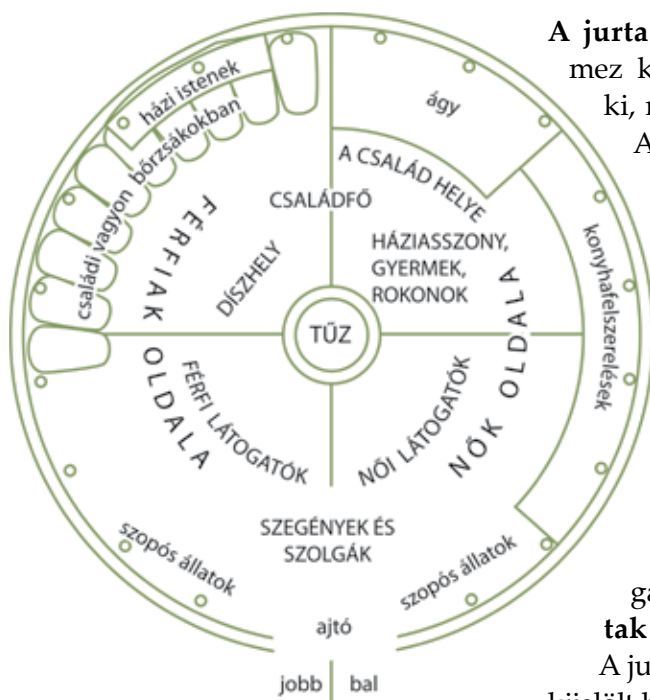 A jurta
mez k
ki, r
A
házi istenek
ágy
családi vagyon bőrzsákokban
A CSALÁD HELYE
CSALÁDFŐ
FÉRFIAK OLDALA
DÍSZHELY
HÁZIASSZONY,
GYERMEK,
ROKONOK
konyhafelszerelések
TŰZ
NŐK OLDALA
FÉRFI LÁTOGATÓK
NŐI LÁTOGATÓK
SZEGÉNYEK ÉS
SZOLGÁK
szopós állatok
szopós állatok
ajtó
jobb
bal
ga
tak
A ju